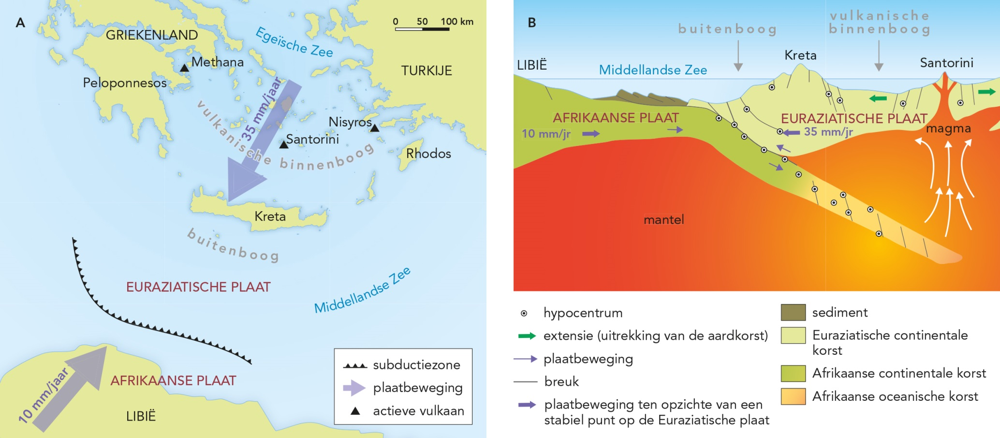 A
0 50 100 km
GRIEKENLAND
Egeïsche Zee
Methana
TURKIJE
Peloponnesos
35 mm/jaar
vulkanische binnenboog
Nisyros
Santorini
Rhodos
Kreta
buitenboog
EURAZIATISCHE PLAAT
Middellandse Zee
10 mm/jaar
AFRIKAANSE PLAAT
LIBIË
subductiezone
plaatbeweging
actieve vulkaan
B
buitenboog
vulkanische
binnenboog
Kreta
LIBIË
Middellandse Zee
Santorini
AFRIKAANSE PLAAT
EURAZIATISCHE PLAAT
10 mm/jr
35 mm/jr
magma
mantel
hypocentrum
extensie (uitrekking van de aardkorst)
plaatbeweging
breuk
plaatbeweging ten opzichte van een
stabiel punt op de Euraziatische plaat
sediment
Euraziatische continentale
korst
Afrikaanse continentale korst
Afrikaanse oceanische korst